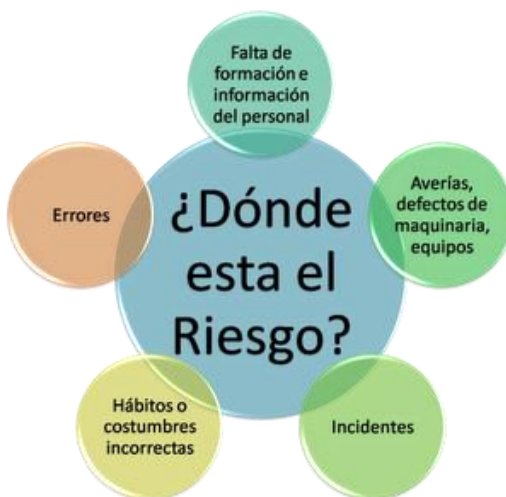 Falta de
formación e
información
del personal
Errores
¿Dónde
esta el
Riesgo?
Averías,
defectos de
maquinaria,
equipos
Hábitos o
costumbres
incorrectas
Incidentes